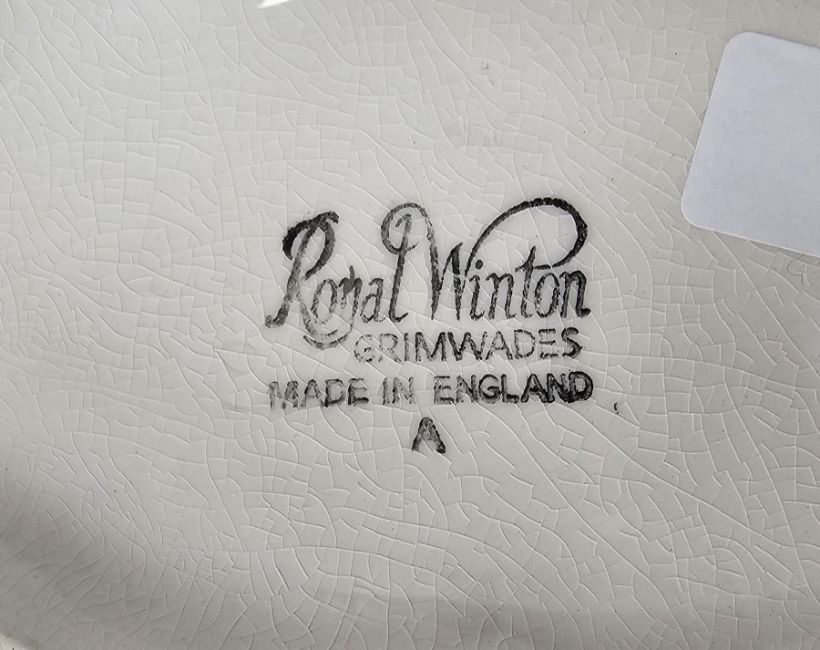 Royal Winton
GRIMWADES
MADE IN ENGLAND
A